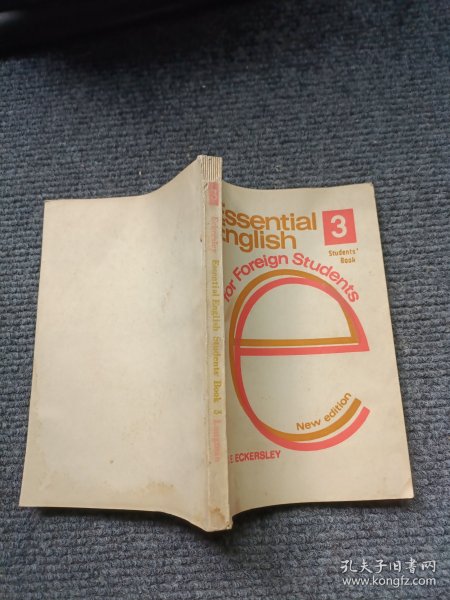 Essential
English
3
Students'
Book
for Foreign Students
New edition
E. ECKERSLEY
Eckersley Essential English Students' Book 3 Longman
孔夫子旧书网
www.kongfz.com